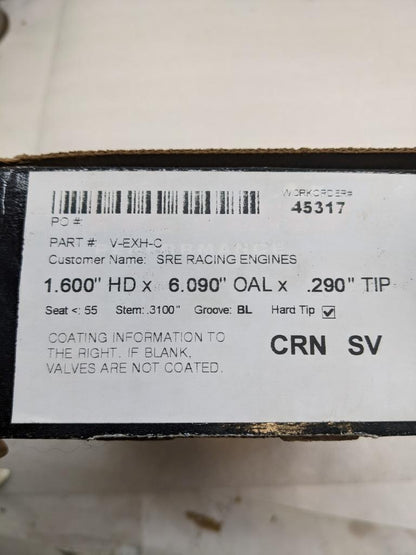 WORKORDER#
45317
PO #:
PART #: V-EXH-C
Customer Name: SRE RACING ENGINES
1.600" HD x 6.090" OAL x .290" TIP
Seat <: 55 Stem: .3100" Groove: BL Hard Tip
COATING INFORMATION TO
THE RIGHT. IF BLANK,
VALVES ARE NOT COATED.
CRN SV